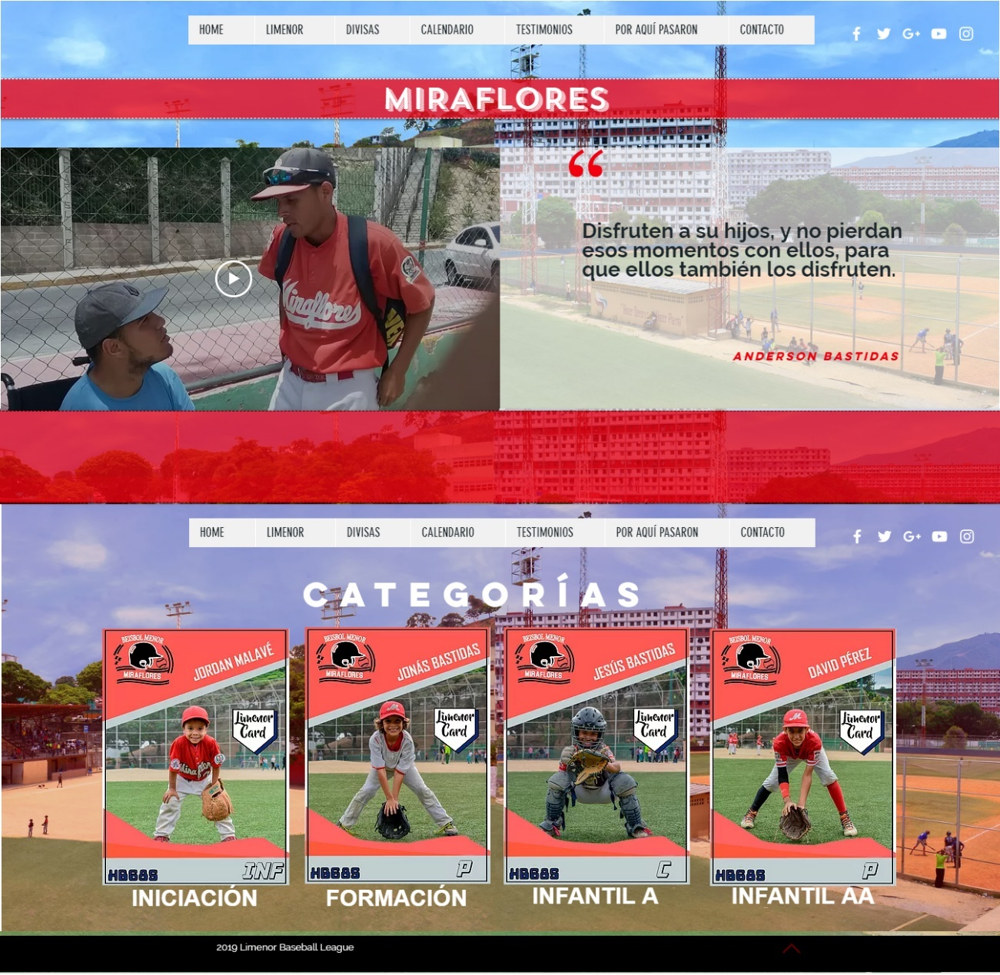 HOME LIMENOR DIVISAS CALENDARIO TESTIMONIOS POR AQUÍ PASARON CONTACTO
MIRAFLORES
“
Disfruten a su hijos, y no pierdan
esos momentos con ellos, para
que ellos también los disfruten.
ANDERSON BASTIDAS
Miraflores
HOME LIMENOR DIVISAS CALENDARIO TESTIMONIOS POR AQUÍ PASARON CONTACTO
CATEGORÍAS
BEISBOL MENOR
MIRAFLORES
JORDAN MALAVÉ
Limenor
Card
HB68S
INF
INICIACIÓN
BEISBOL MENOR
MIRAFLORES
JONÁS BASTIDAS
Limenor
Card
HB68S
P
FORMACIÓN
BEISBOL MENOR
MIRAFLORES
JESÚS BASTIDAS
Limenor
Card
HB68S
C
INFANTIL A
BEISBOL MENOR
MIRAFLORES
DAVID PÉREZ
Limenor
Card
HB68S
P
INFANTIL AA
2019 Limenor Baseball League